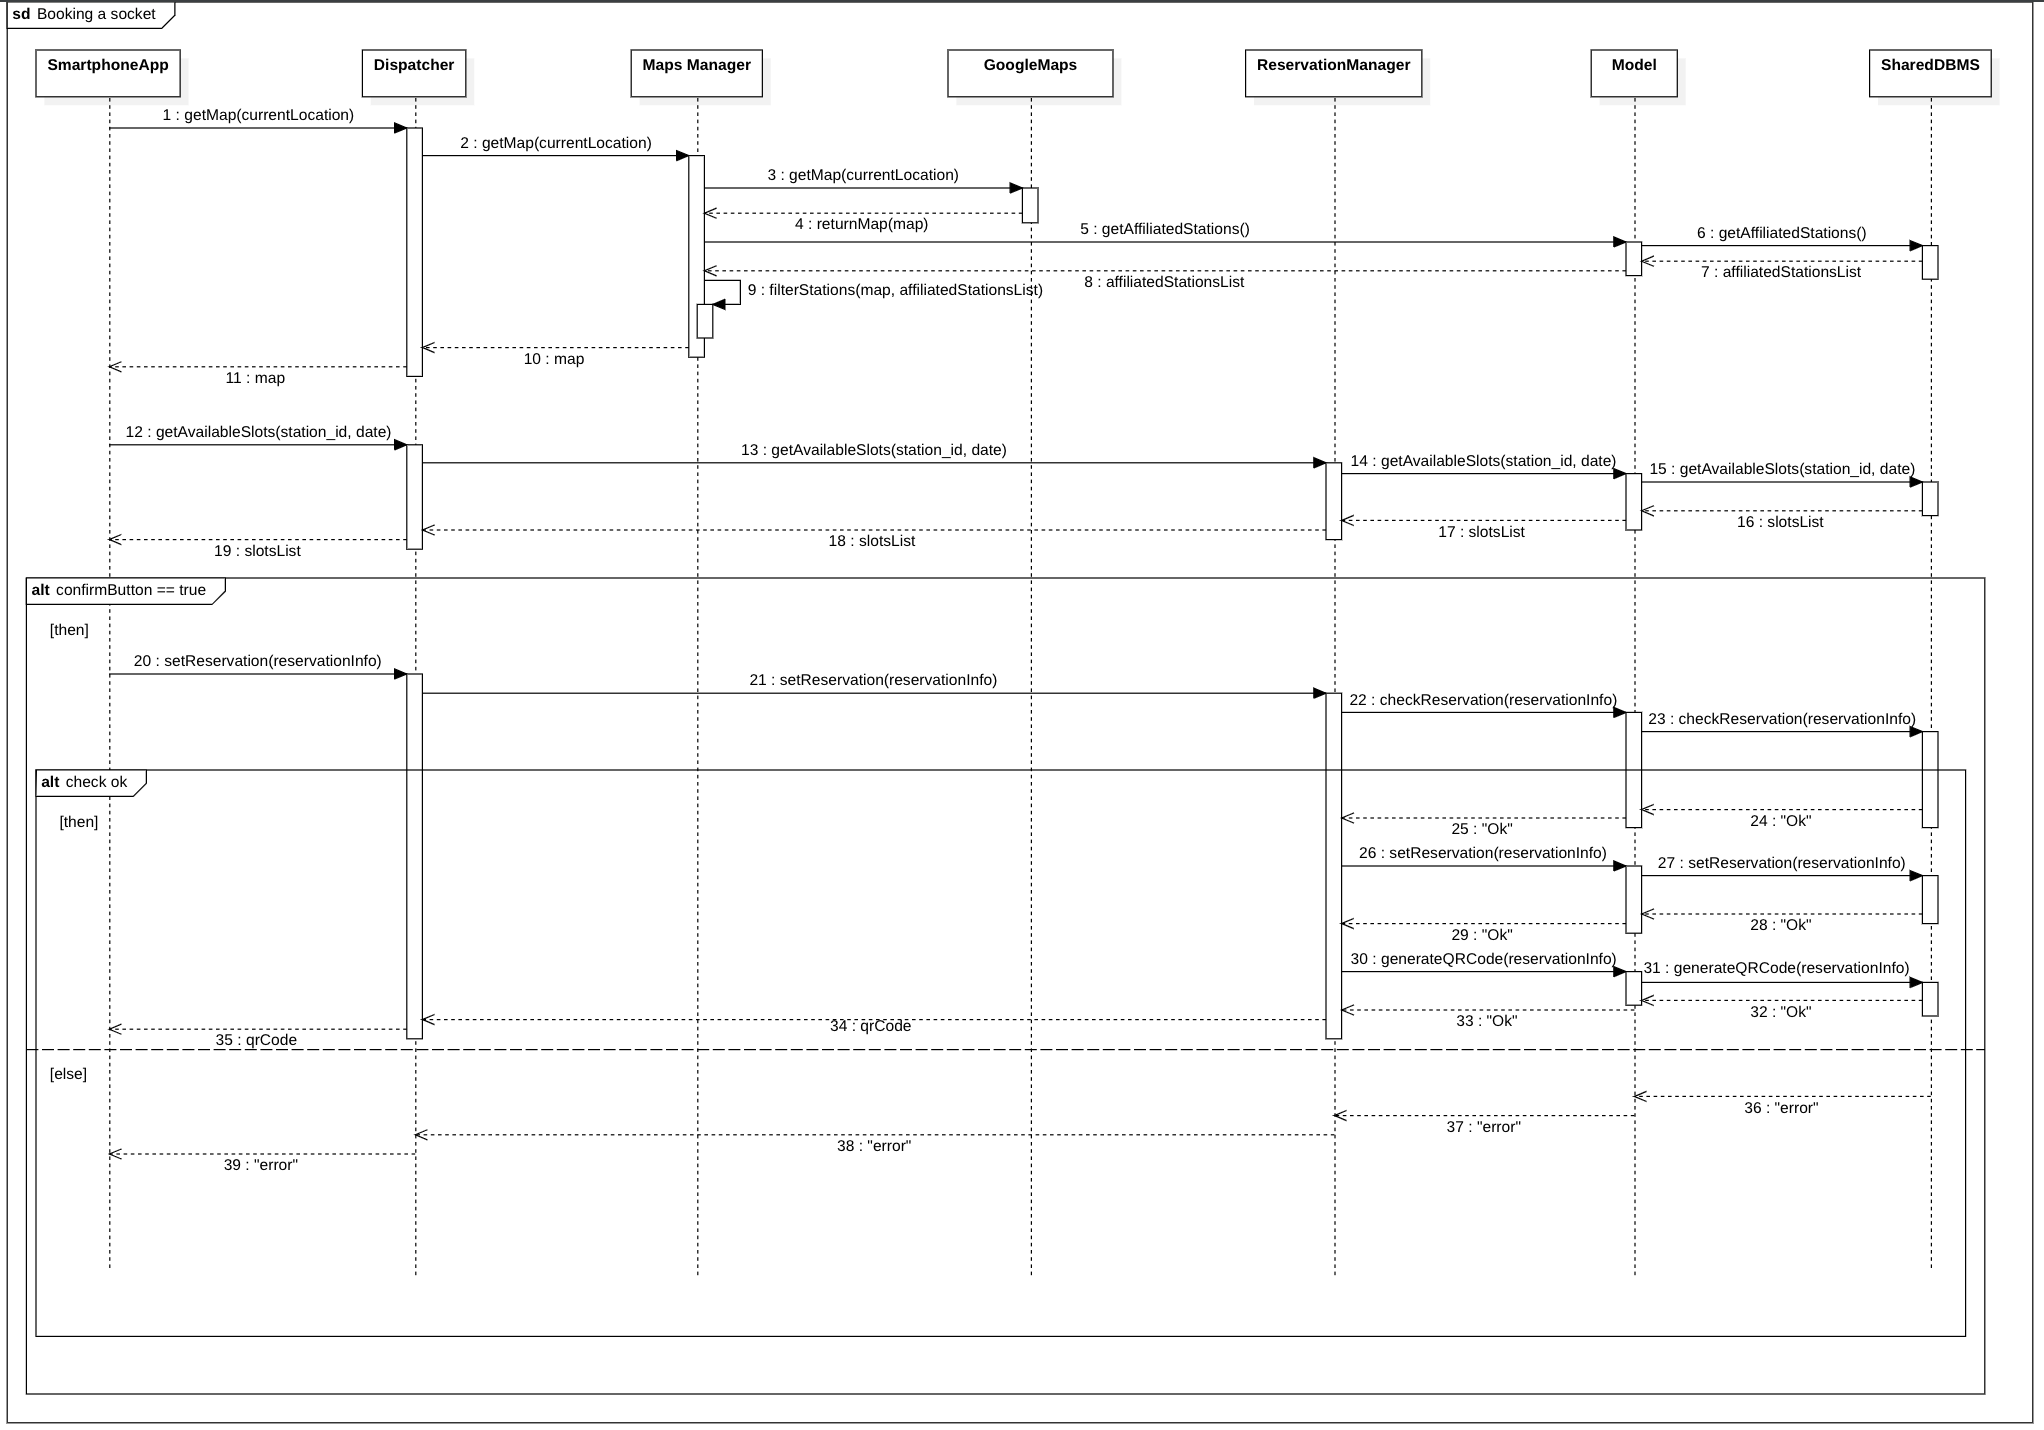 sd Booking a socket
SmartphoneApp
Dispatcher
Maps Manager
GoogleMaps
ReservationManager
Model
SharedDBMS
1 : getMap(currentLocation)
2 : getMap(currentLocation)
3 : getMap(currentLocation)
4 : returnMap(map)
5 : getAffiliatedStations()
6 : getAffiliatedStations()
7 : affiliatedStationsList
8 : affiliatedStationsList
9 : filterStations(map, affiliatedStationsList)
10 : map
11 : map
12 : getAvailableSlots(station_id, date)
13 : getAvailableSlots(station_id, date)
14 : getAvailableSlots(station_id, date)
15 : getAvailableSlots(station_id, date)
16 : slotsList
17 : slotsList
18 : slotsList
19 : slotsList
alt confirmButton == true
[then]
20 : setReservation(reservationInfo)
21 : setReservation(reservationInfo)
22 : checkReservation(reservationInfo)
23 : checkReservation(reservationInfo)
alt check ok
[then]
24 : "Ok"
25 : "Ok"
26 : setReservation(reservationInfo)
27 : setReservation(reservationInfo)
28 : "Ok"
29 : "Ok"
30 : generateQRCode(reservationInfo)
31 : generateQRCode(reservationInfo)
32 : "Ok"
33 : "Ok"
34 : qrCode
35 : qrCode
[else]
36 : "error"
37 : "error"
38 : "error"
39 : "error"